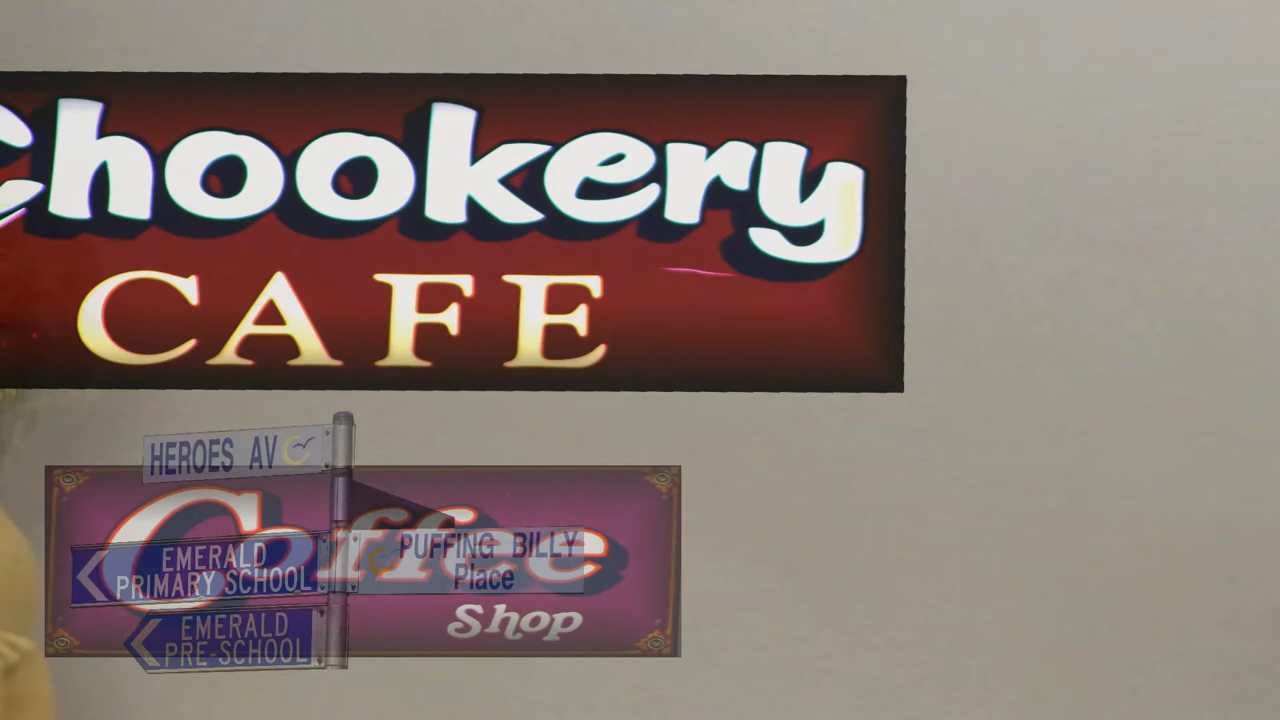 Chookery
CAFE
HEROES AV
Coffee
Shop
EMERALD
PRIMARY SCHOOL
PUFFING BILLY
Place
EMERALD
PRE-SCHOOL